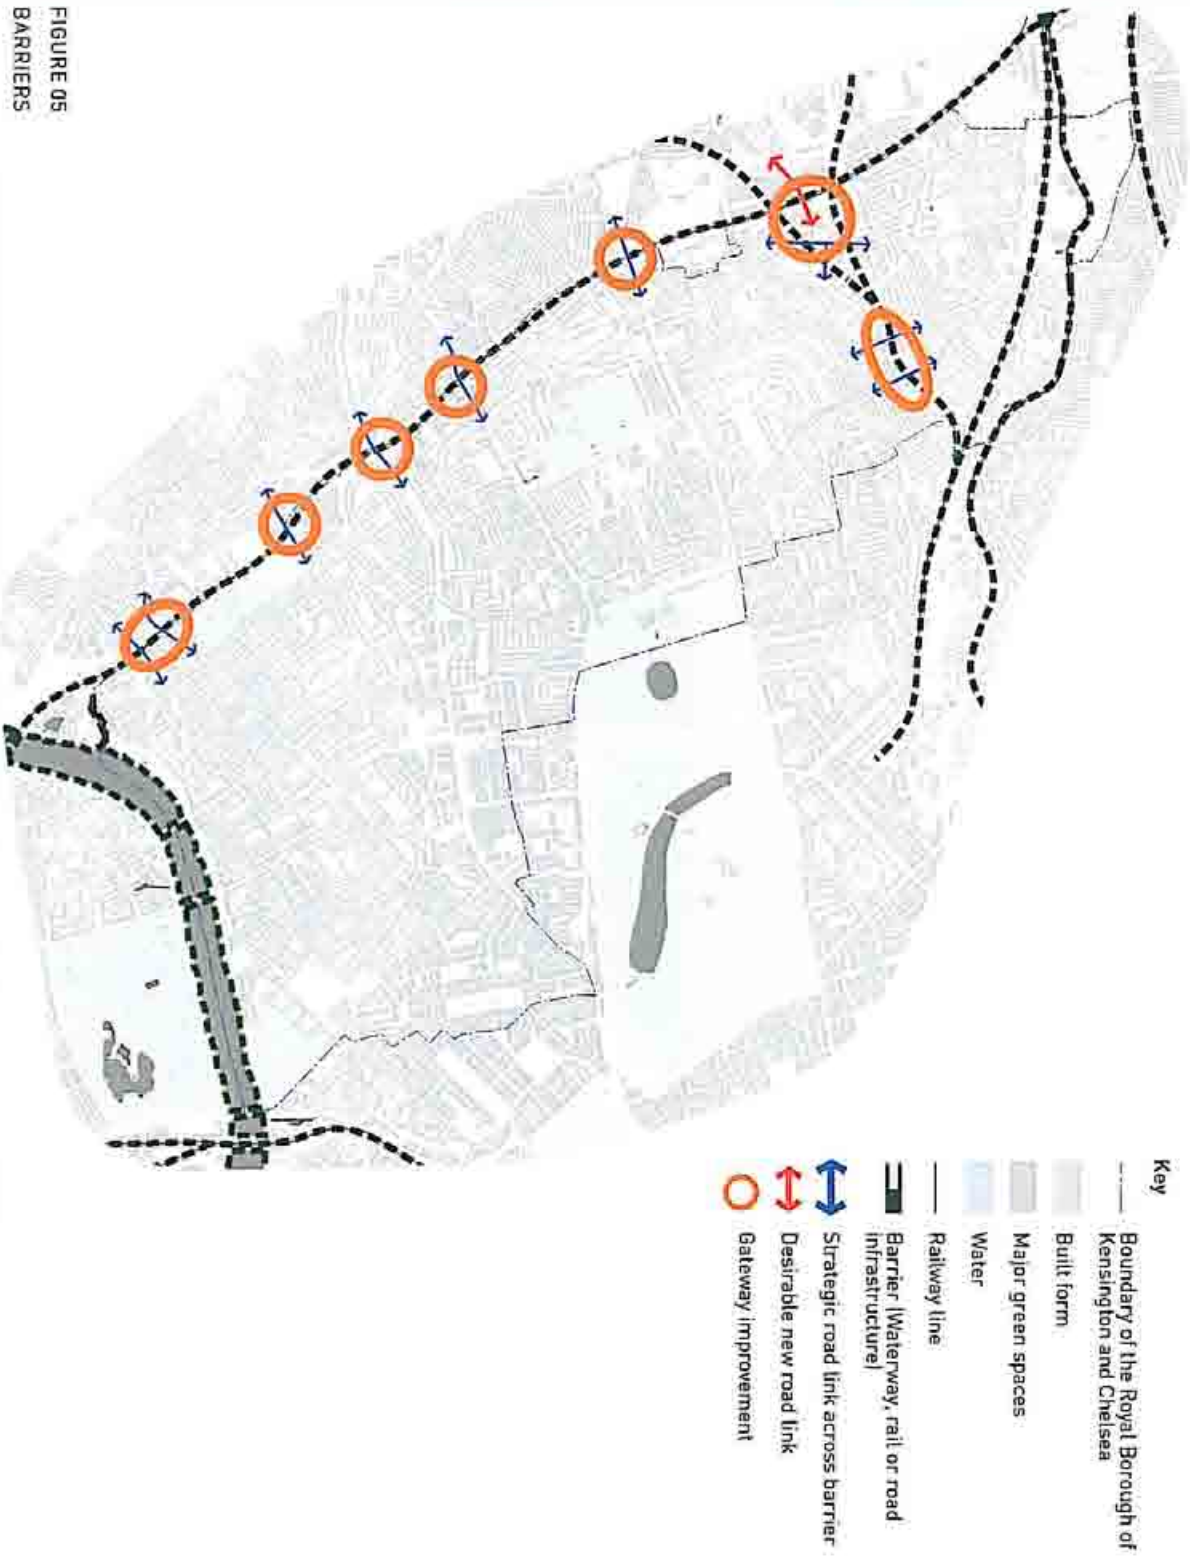 FIGURE 05
BARRIERS
Key
Boundary of the Royal Borough of
Kensington and Chelsea
Built form
Major green spaces
Water
Railway line
Barrier (Waterway, rail or road
infrastructure)
Strategic road link across barrier
Desirable new road link
Gateway improvement